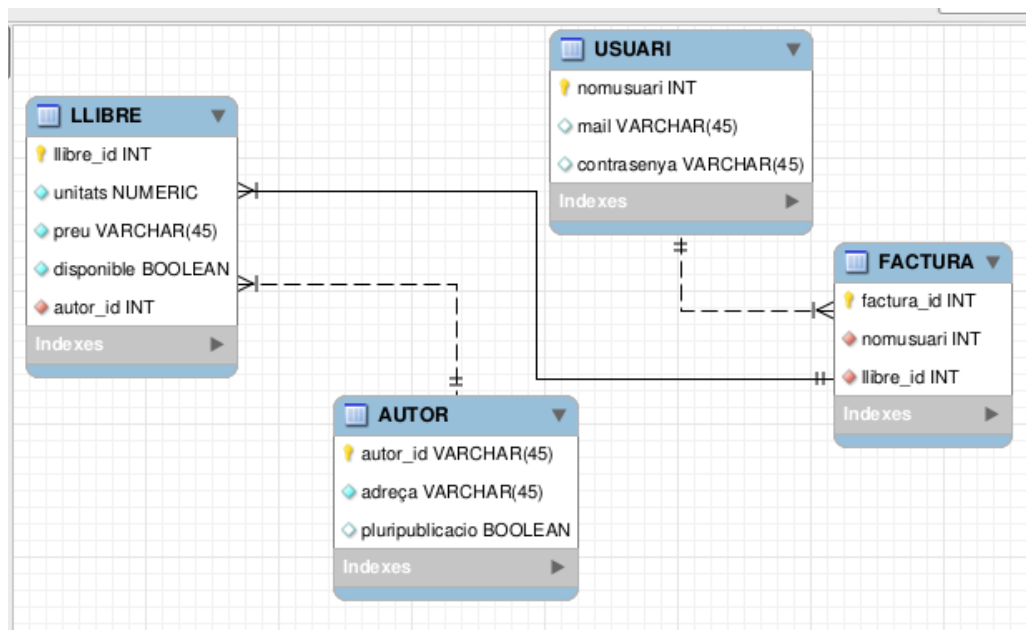 LLIBRE
llibre_id INT
unitats NUMERIC
preu VARCHAR(45)
disponible BOOLEAN
autor_id INT
Indexes
USUARI
nomusuari INT
mail VARCHAR(45)
contrasenya VARCHAR(45)
Indexes
FACTURA
factura_id INT
nomusuari INT
llibre_id INT
Indexes
AUTOR
autor_id VARCHAR(45)
adreça VARCHAR(45)
pluripublicacio BOOLEAN
Indexes